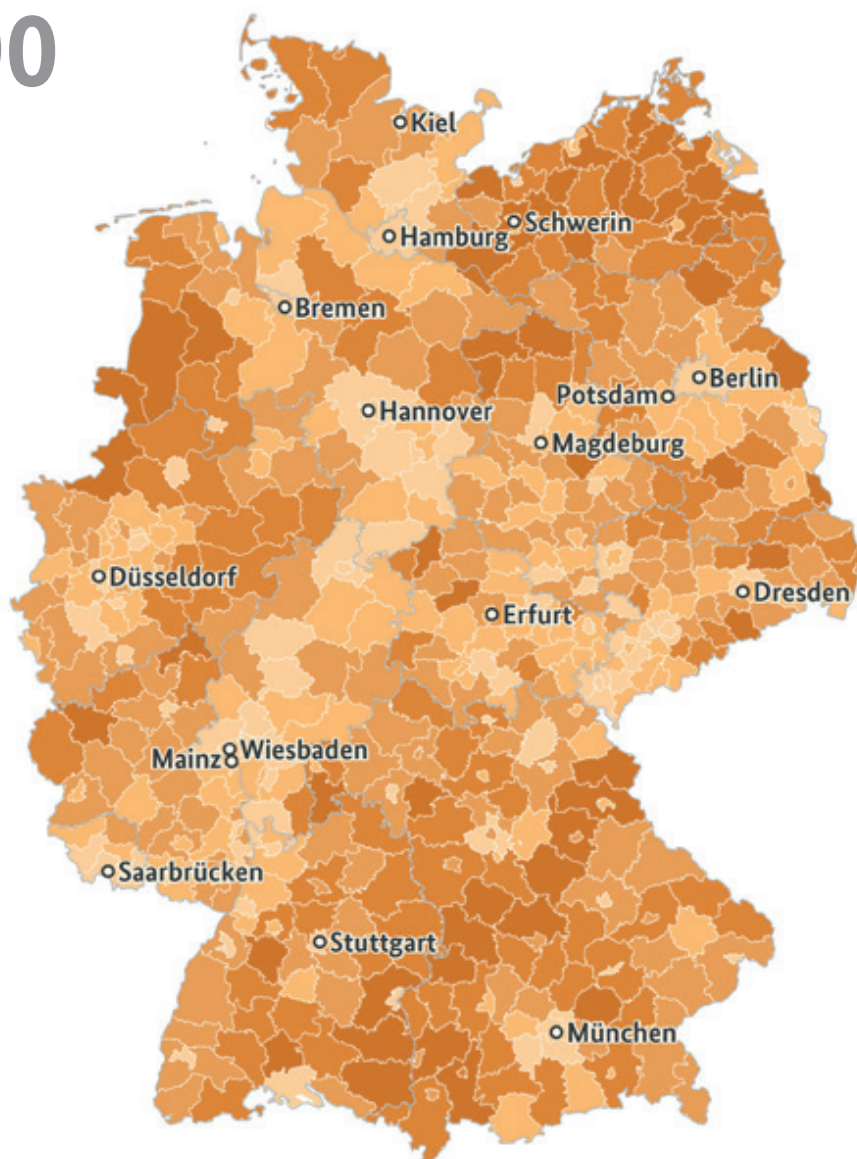 Kiel
Schwerin
Hamburg
Bremen
Berlin
Potsdam
Hannover
Magdeburg
Düsseldorf
Dresden
Erfurt
Wiesbaden
Mainz
Saarbrücken
Stuttgart
München